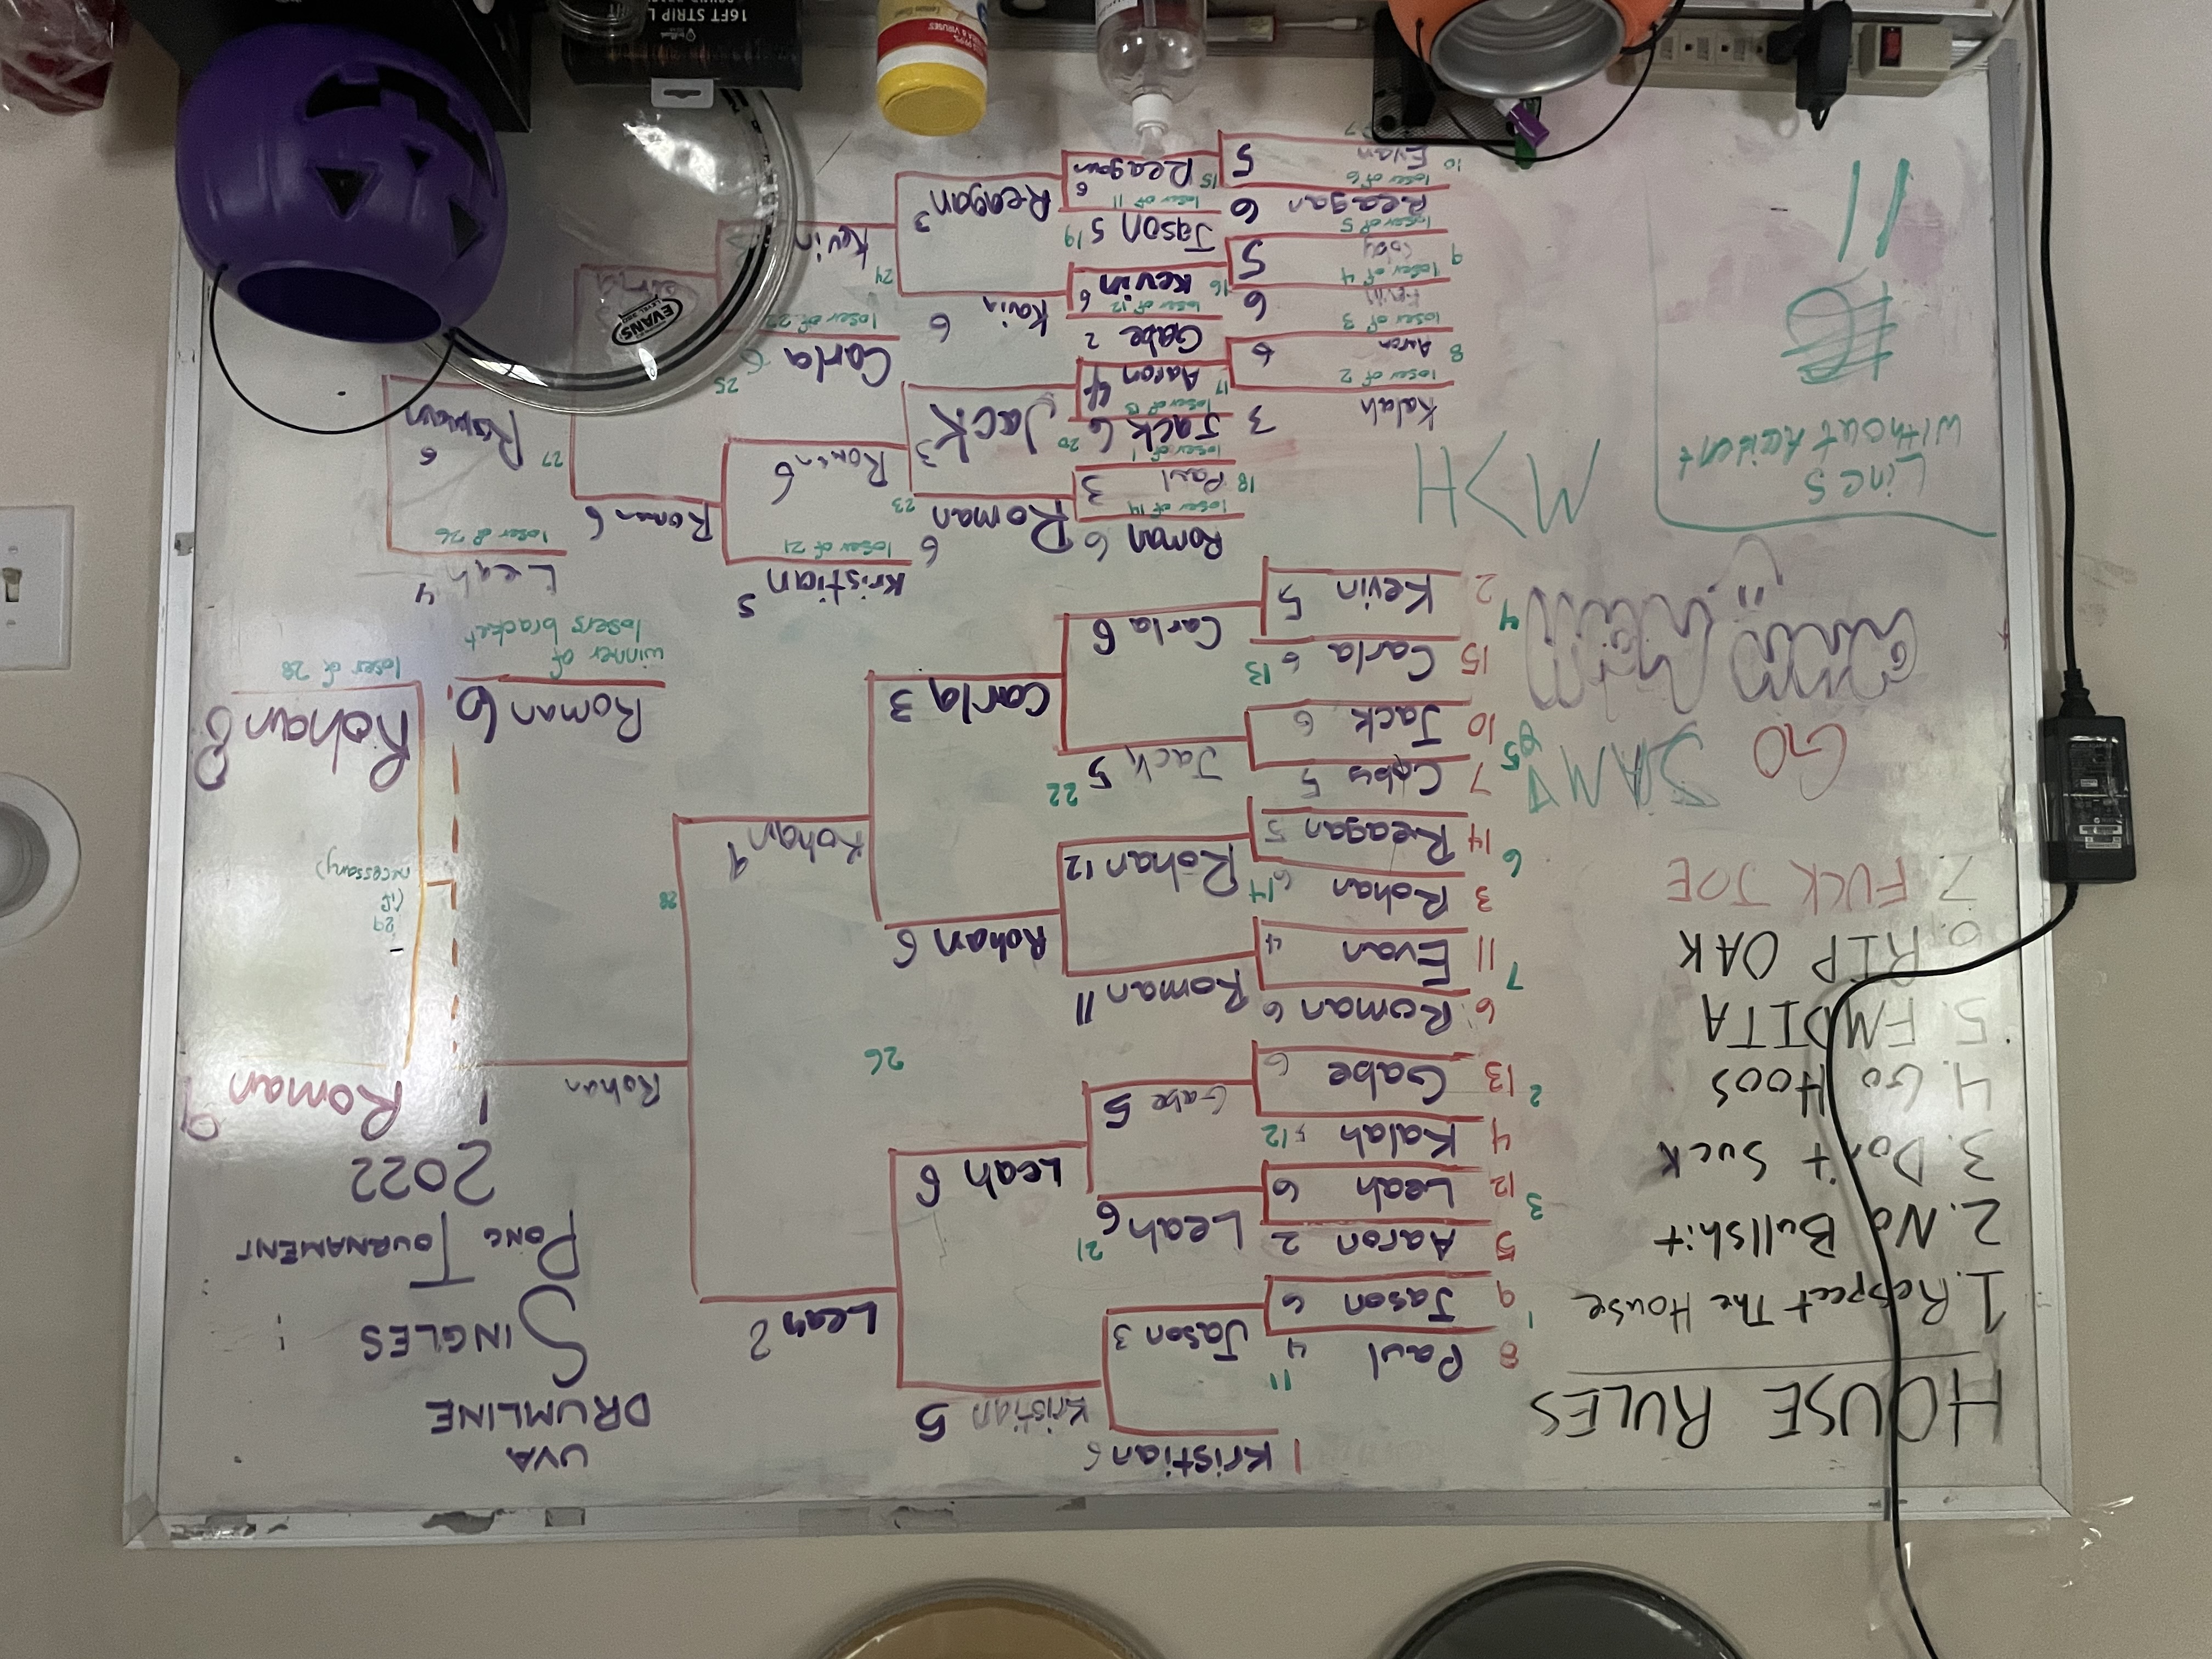 HOUSE RULES
1. Respect The House
2. No Bullshit
3. Don't Suck
4. Go Hoos
5. FMDITA
6. RIP OAK
7. FUCK JOE
GO JAM
Lines
Without Acident
11
M>H
UVA
DRUMLINE
SINGLES
PONG TOURNAMENT
2022
1 Kristian 6
8 Paul 4 11
1
9 Jason 6
5 Aaron 2
3
12 Leah 6
4 Kalah 5 12
2
13 Gabe 6
6 Roman 6
7
11 Evan 4
3 Rohan 6 14
6
14 Reagan 5
7 Coby 5
5
10 Jack 6
15 Carla 6 13
4
2 Kevin 5
Jason 3
Leah 6 21
Gabe 5
Roman 11
Rohan 12
Jack 5 22
Carla 6
Kristian 5
Leah 6
Rohan 6
Carla 3
26
Leah 2
Rohan 9
28
Rohan 1
Roman 6
winner of
losers bracket
Roman 9
29
(if
necessary)
Rohan 8
loser of 28
Roman 6
loser of 14
18 Paul 3
loser of 1
Jack 6 20
loser of 13
17 Aaron 4
Gabe 2
loser of 12
16 Kevin 6
Jason 5 19
loser of 11
15 Reagan 6
Kalah 3
loser of 2
8 Aaron 6
loser of 3
Kevin 6
loser of 4
9 Coby 5
loser of 5
Reagan 6
loser of 6
10 Evan 5
7
Roman 6
Jack 3
Kevin 6
Reagan 3
Kristian 5
loser of 21
23
Roman 6
Carla 6 25
loser of 22
24
Kevin
Roman 6
Carla
27
Leah 4
loser of 26
Roman 6
EVANS
LEVEL 360
& VIRUSES
16FT STRIP